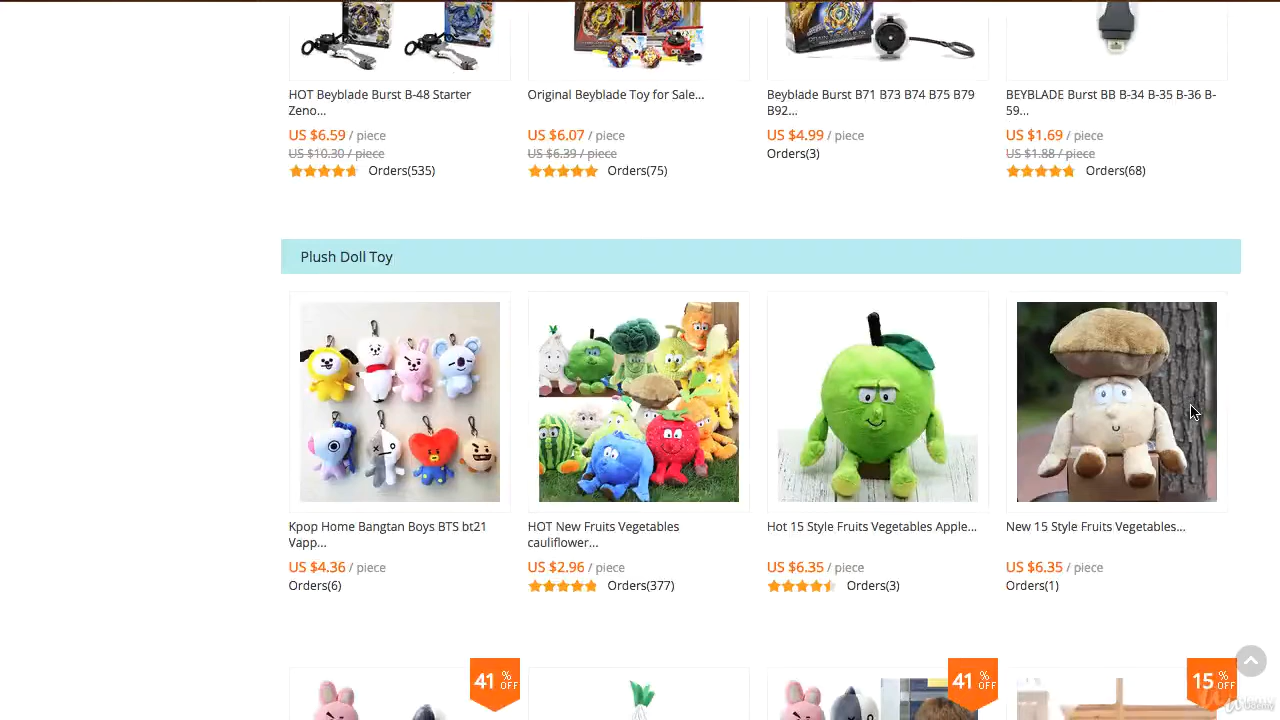 HOT Beyblade Burst B-48 Starter
Zeno...
US $6.59 / piece
US $10.30 / piece
Orders(535)
Original Beyblade Toy for Sale...
US $6.07 / piece
US $6.39 / piece
Orders(75)
Beyblade Burst B71 B73 B74 B75 B79
B92...
US $4.99 / piece
Orders(3)
BEYBLADE Burst BB B-34 B-35 B-36 B-
59...
US $1.69 / piece
US $1.88 / piece
Orders(68)
Plush Doll Toy
Kpop Home Bangtan Boys BTS bt21
Vapp...
US $4.36 / piece
Orders(6)
HOT New Fruits Vegetables
cauliflower...
US $2.96 / piece
Orders(377)
Hot 15 Style Fruits Vegetables Apple...
US $6.35 / piece
Orders(3)
New 15 Style Fruits Vegetables...
US $6.35 / piece
Orders(1)
41 % OFF
41 % OFF
15 % OFF
Udemy